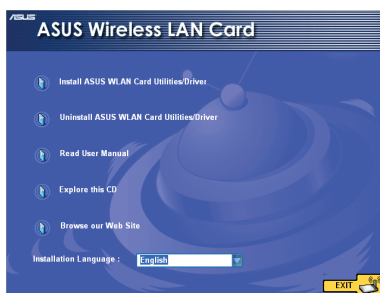 ASUS
ASUS Wireless LAN Card
Install ASUS WLAN Card Utilities/Driver
Uninstall ASUS WLAN Card Utilities/Driver
Read User Manual
Explore this CD
Browse our Web Site
Installation Language : English
EXIT